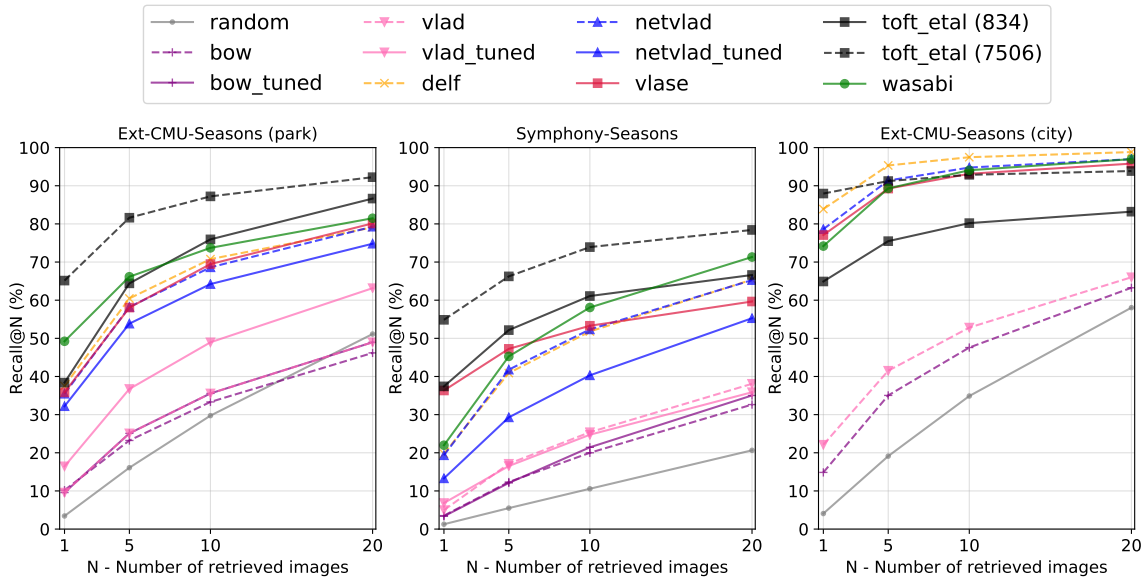 random
bow
bow_tuned
vlad
vlad_tuned
delf
netvlad
netvlad_tuned
vlase
toft_etal (834)
toft_etal (7506)
wasabi
Ext-CMU-Seasons (park)
Recall@N (%)
100
90
80
70
60
50
40
30
20
10
0
1 5 10 20
N - Number of retrieved images
Symphony-Seasons
Recall@N (%)
100
90
80
70
60
50
40
30
20
10
0
1 5 10 20
N - Number of retrieved images
Ext-CMU-Seasons (city)
Recall@N (%)
100
90
80
70
60
50
40
30
20
10
0
1 5 10 20
N - Number of retrieved images